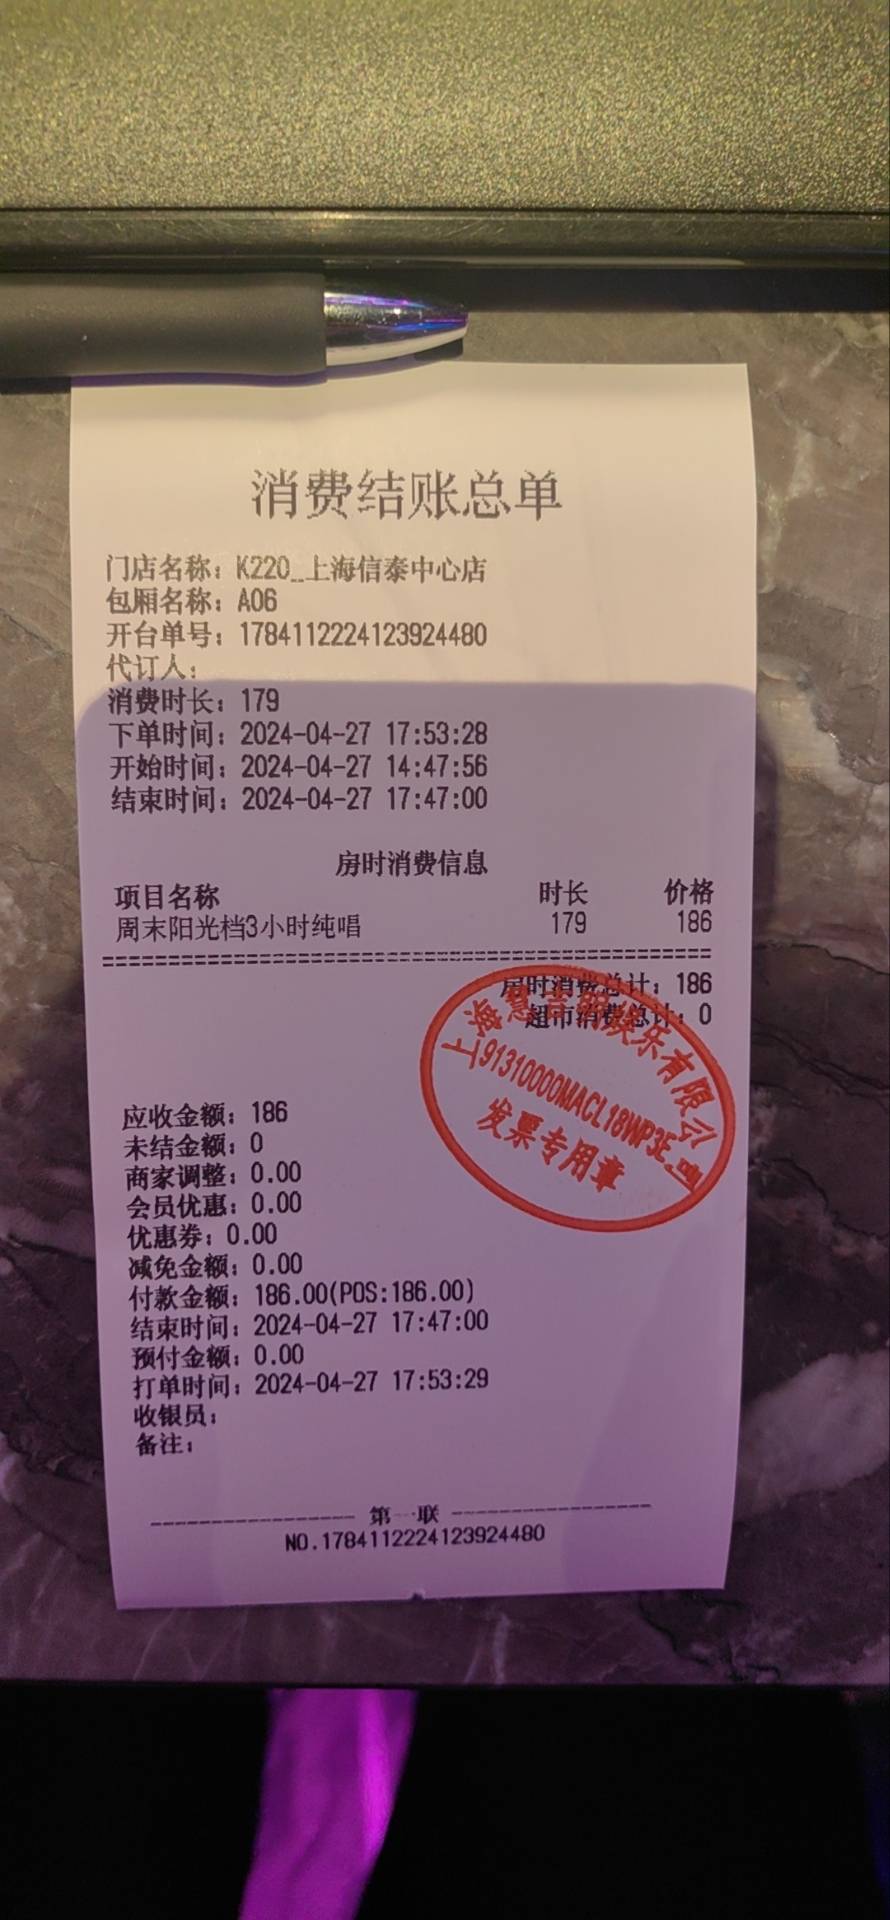 消费结账总单
门店名称：K220_上海信泰中心店
包厢名称：A06
开台单号：1784112224123924480
代订人：
消费时长：179
下单时间：2024-04-27 17:53:28
开始时间：2024-04-27 14:47:56
结束时间：2024-04-27 17:47:00
房时消费信息
项目名称 时长 价格
周末阳光档3小时纯唱 179 186
房时消费总计：186
超市消费总计：0
上海 娱乐有限公司
91310000MACL18WP3E
发票专用章
应收金额：186
未结金额：0
商家调整：0.00
会员优惠：0.00
优惠券：0.00
减免金额：0.00
付款金额：186.00(POS:186.00)
结束时间：2024-04-27 17:47:00
预付金额：0.00
打单时间：2024-04-27 17:53:29
收银员：
备注：
第一联
NO.1784112224123924480